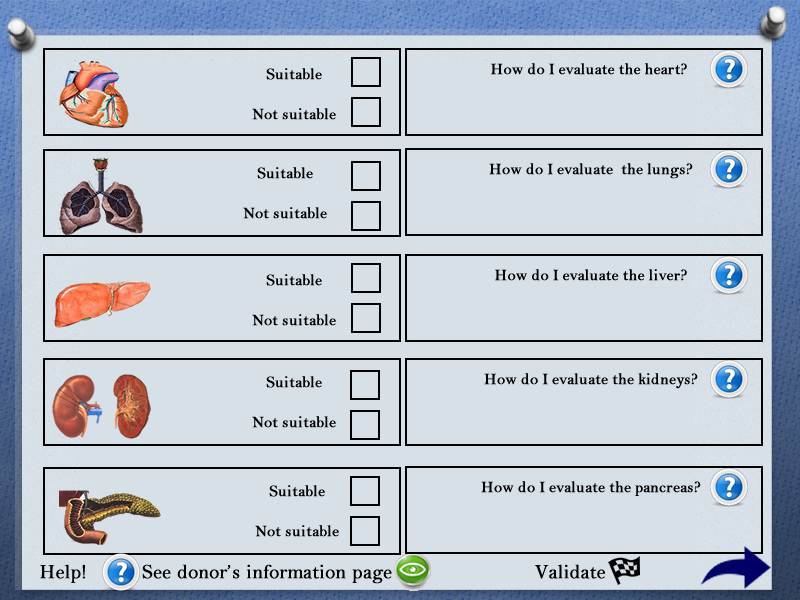 Suitable
Not suitable
How do I evaluate the heart?
?
Suitable
Not suitable
How do I evaluate  the lungs?
?
Suitable
Not suitable
How do I evaluate the liver?
?
Suitable
Not suitable
How do I evaluate the kidneys?
?
Suitable
Not suitable
How do I evaluate the pancreas?
?
Help! ? See donor's information page
Validate